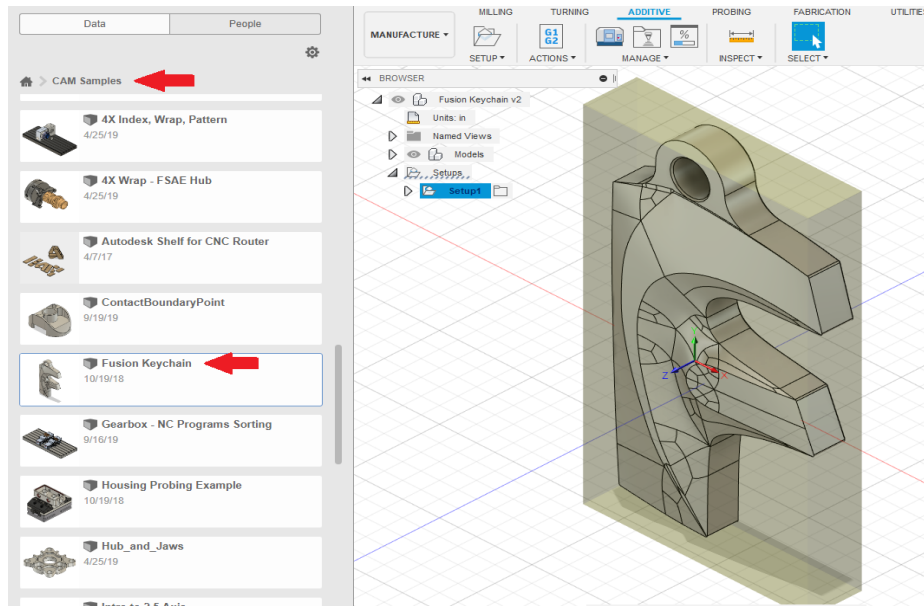 Data
People
CAM Samples
4X Index, Wrap, Pattern
4/25/19
4X Wrap - FSAE Hub
4/25/19
Autodesk Shelf for CNC Router
4/7/17
ContactBoundaryPoint
9/19/19
Fusion Keychain
10/19/18
Gearbox - NC Programs Sorting
9/16/19
Housing Probing Example
10/19/18
Hub_and_Jaws
4/25/19
MILLING
TURNING
ADDITIVE
PROBING
FABRICATION
UTILITIES
MANUFACTURE
G1
G2
%
SETUP
ACTIONS
MANAGE
INSPECT
SELECT
BROWSER
Fusion Keychain v2
Units: in
Named Views
Models
Setups
Setup1
Y
Z
X